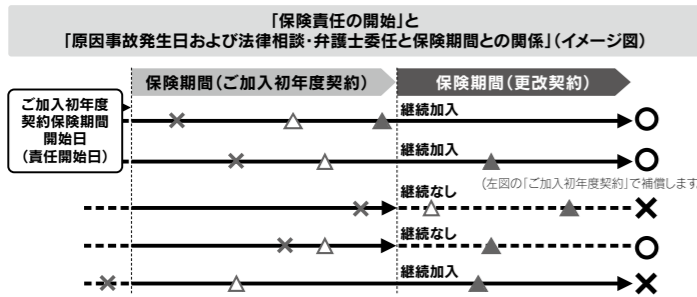 「保険責任の開始」と
「原因事故発生日および法律相談・弁護士委任と保険期間との関係」(イメージ図)
保険期間(ご加入初年度契約)
保険期間(更改契約)
ご加入初年度
契約保険期間
開始日
(責任開始日)
継続加入
継続加入
(左図の「ご加入初年度契約」で補償します
継続なし
継続なし
継続加入